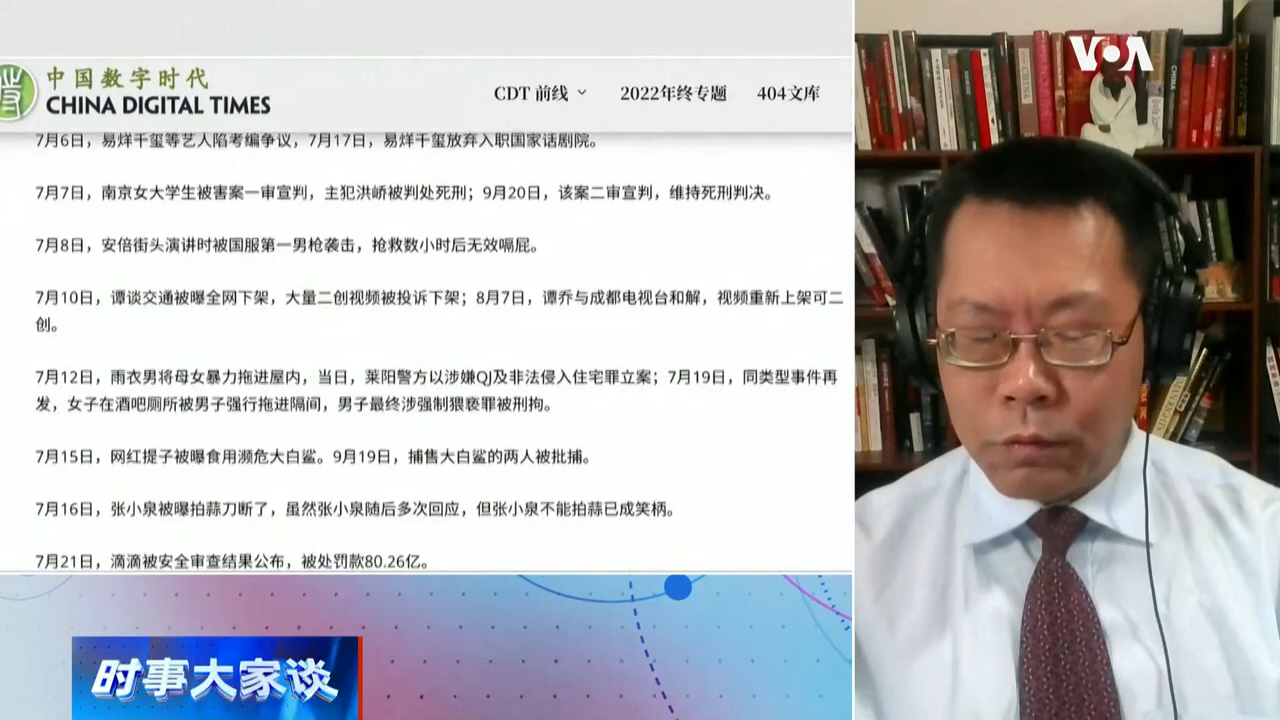 中国数字时代
CHINA DIGITAL TIMES
CDT 前线
2022年终专题
404文库
VOA
7月6日，易烊千玺等艺人陷考编争议，7月17日，易烊千玺放弃入职国家话剧院。
7月7日，南京女大学生被害案一审宣判，主犯洪峤被判处死刑；9月20日，该案二审宣判，维持死刑判决。
7月8日，安倍街头演讲时被国服第一男枪袭击，抢救数小时后无效嗝屁。
7月10日，谭谈交通被曝全网下架，大量二创视频被投诉下架；8月7日，谭乔与成都电视台和解，视频重新上架可二
创。
7月12日，雨衣男将母女暴力拖进屋内，当日，莱阳警方以涉嫌QJ及非法侵入住宅罪立案；7月19日，同类型事件再
发，女子在酒吧厕所被男子强行拖进隔间，男子最终涉强制猥亵罪被刑拘。
7月15日，网红提子被曝食用濒危大白鲨。9月19日，捕售大白鲨的两人被批捕。
7月16日，张小泉被曝拍蒜刀断了，虽然张小泉随后多次回应，但张小泉不能拍蒜已成笑柄。
7月21日，滴滴被安全审查结果公布，被处罚款80.26亿。
时事大家谈